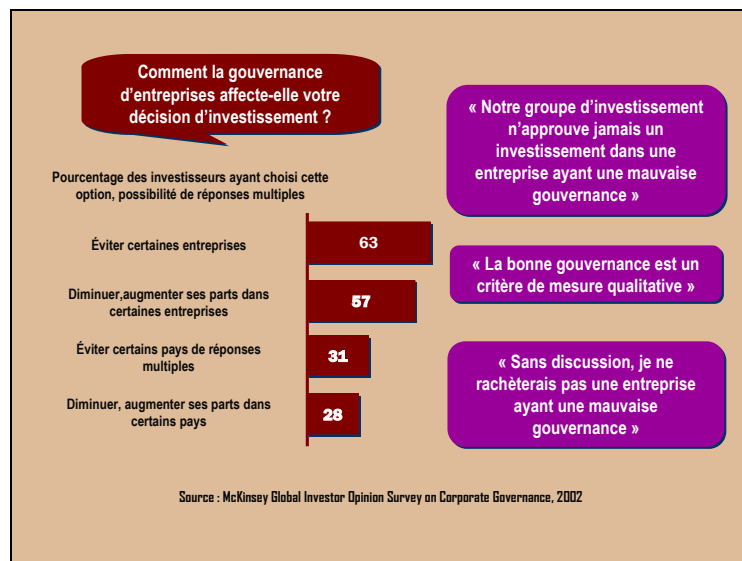 Comment la gouvernance
d'entreprises affecte-elle votre
décision d'investissement ?
Pourcentage des investisseurs ayant choisi cette
option, possibilité de réponses multiples
Éviter certaines entreprises
63
Diminuer,augmenter ses parts dans
certaines entreprises
57
Éviter certains pays de réponses
multiples
31
Diminuer, augmenter ses parts dans
certains pays
28
« Notre groupe d'investissement
n'approuve jamais un
investissement dans une
entreprise ayant une mauvaise
gouvernance »
« La bonne gouvernance est un
critère de mesure qualitative »
« Sans discussion, je ne
rachèterais pas une entreprise
ayant une mauvaise
gouvernance »
Source : McKinsey Global Investor Opinion Survey on Corporate Governance, 2002